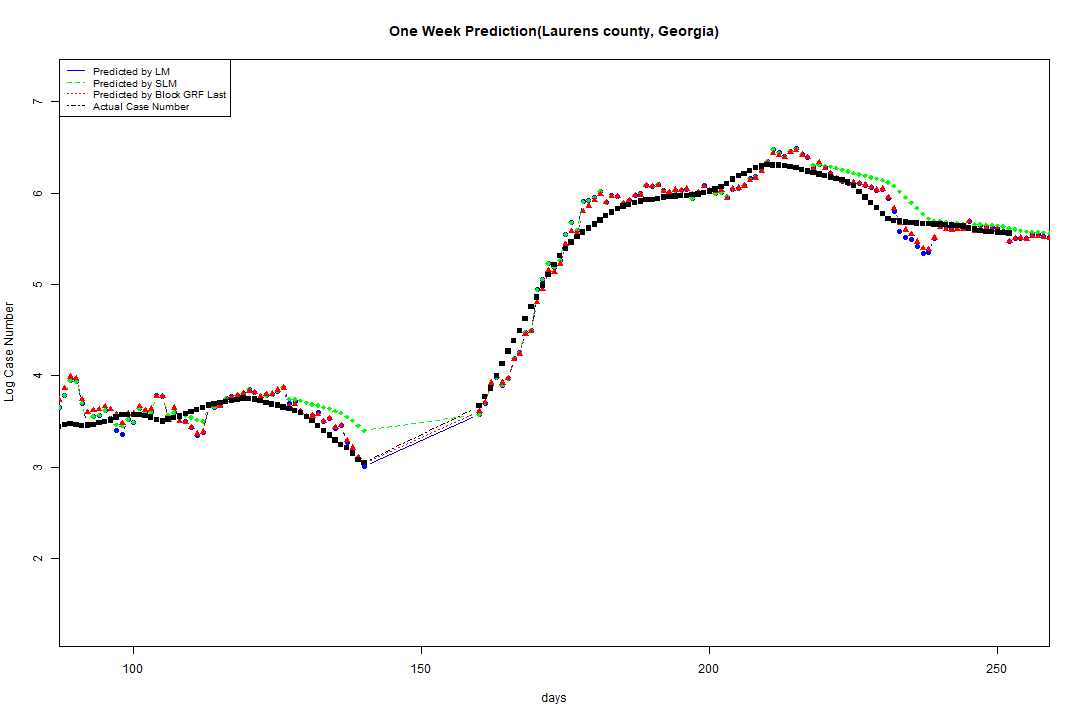 One Week Prediction(Laurens county, Georgia)
Predicted by LM
Predicted by SLM
Predicted by Block GRF Last
Actual Case Number
7
6
5
4
3
2
Log Case Number
100
150
200
250
days